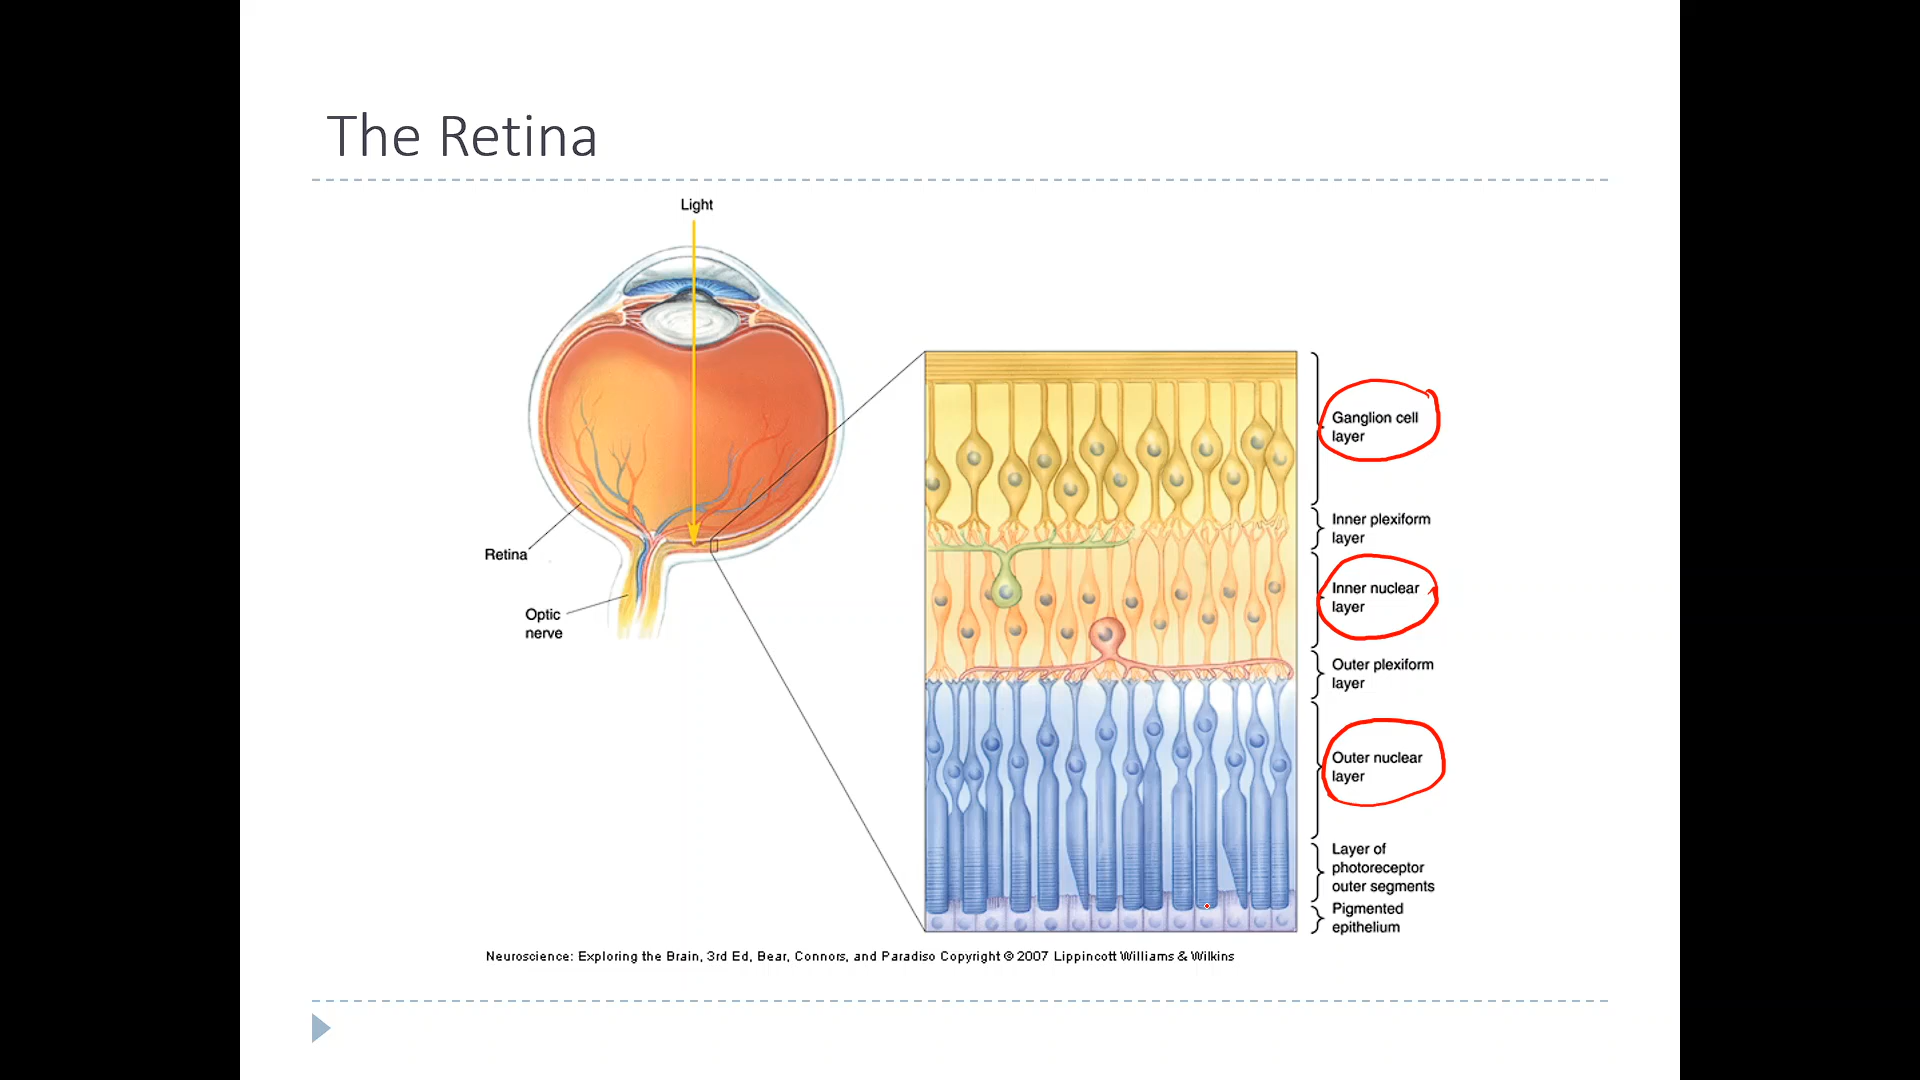 The Retina
Light
Retina
Optic
nerve
Ganglion cell
layer
Inner plexiform
layer
Inner nuclear
layer
Outer plexiform
layer
Outer nuclear
layer
Layer of
photoreceptor
outer segments
Pigmented
epithelium
Neuroscience: Exploring the Brain, 3rd Ed, Bear, Connors, and Paradiso Copyright © 2007 Lippincott Williams & Wilkins